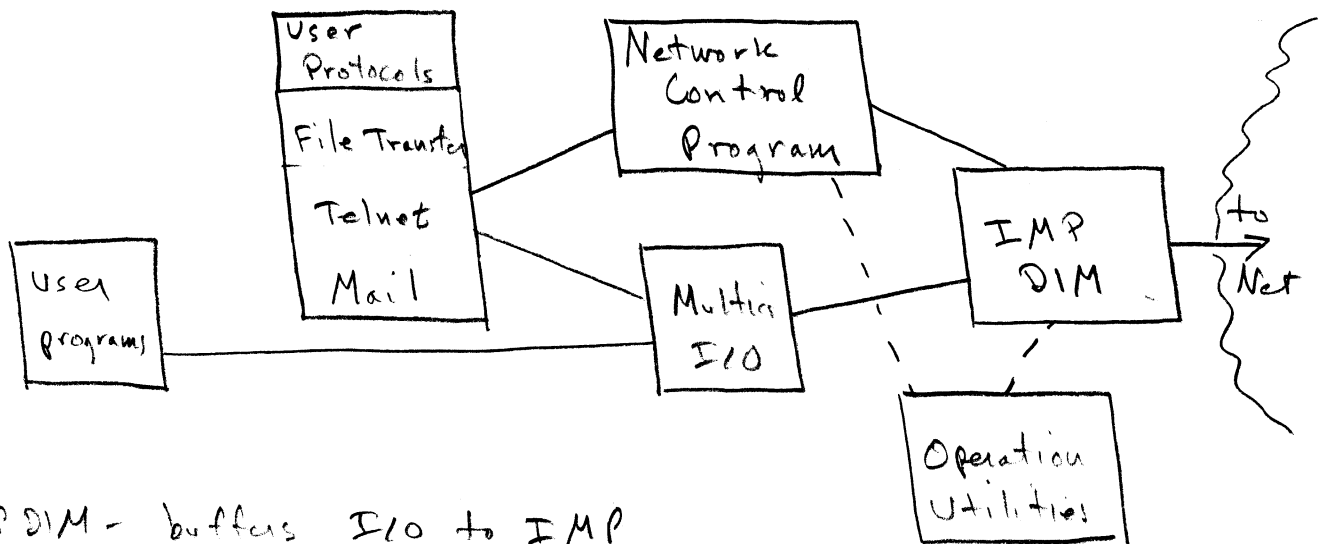 User
Protocols
File Transfer
Telnet
Mail
Network
Control
Program
IMP
DIM
to
Net
User
programs
Multics
I/O
Operation
Utilities
P DIM - buffers I/O to IMP